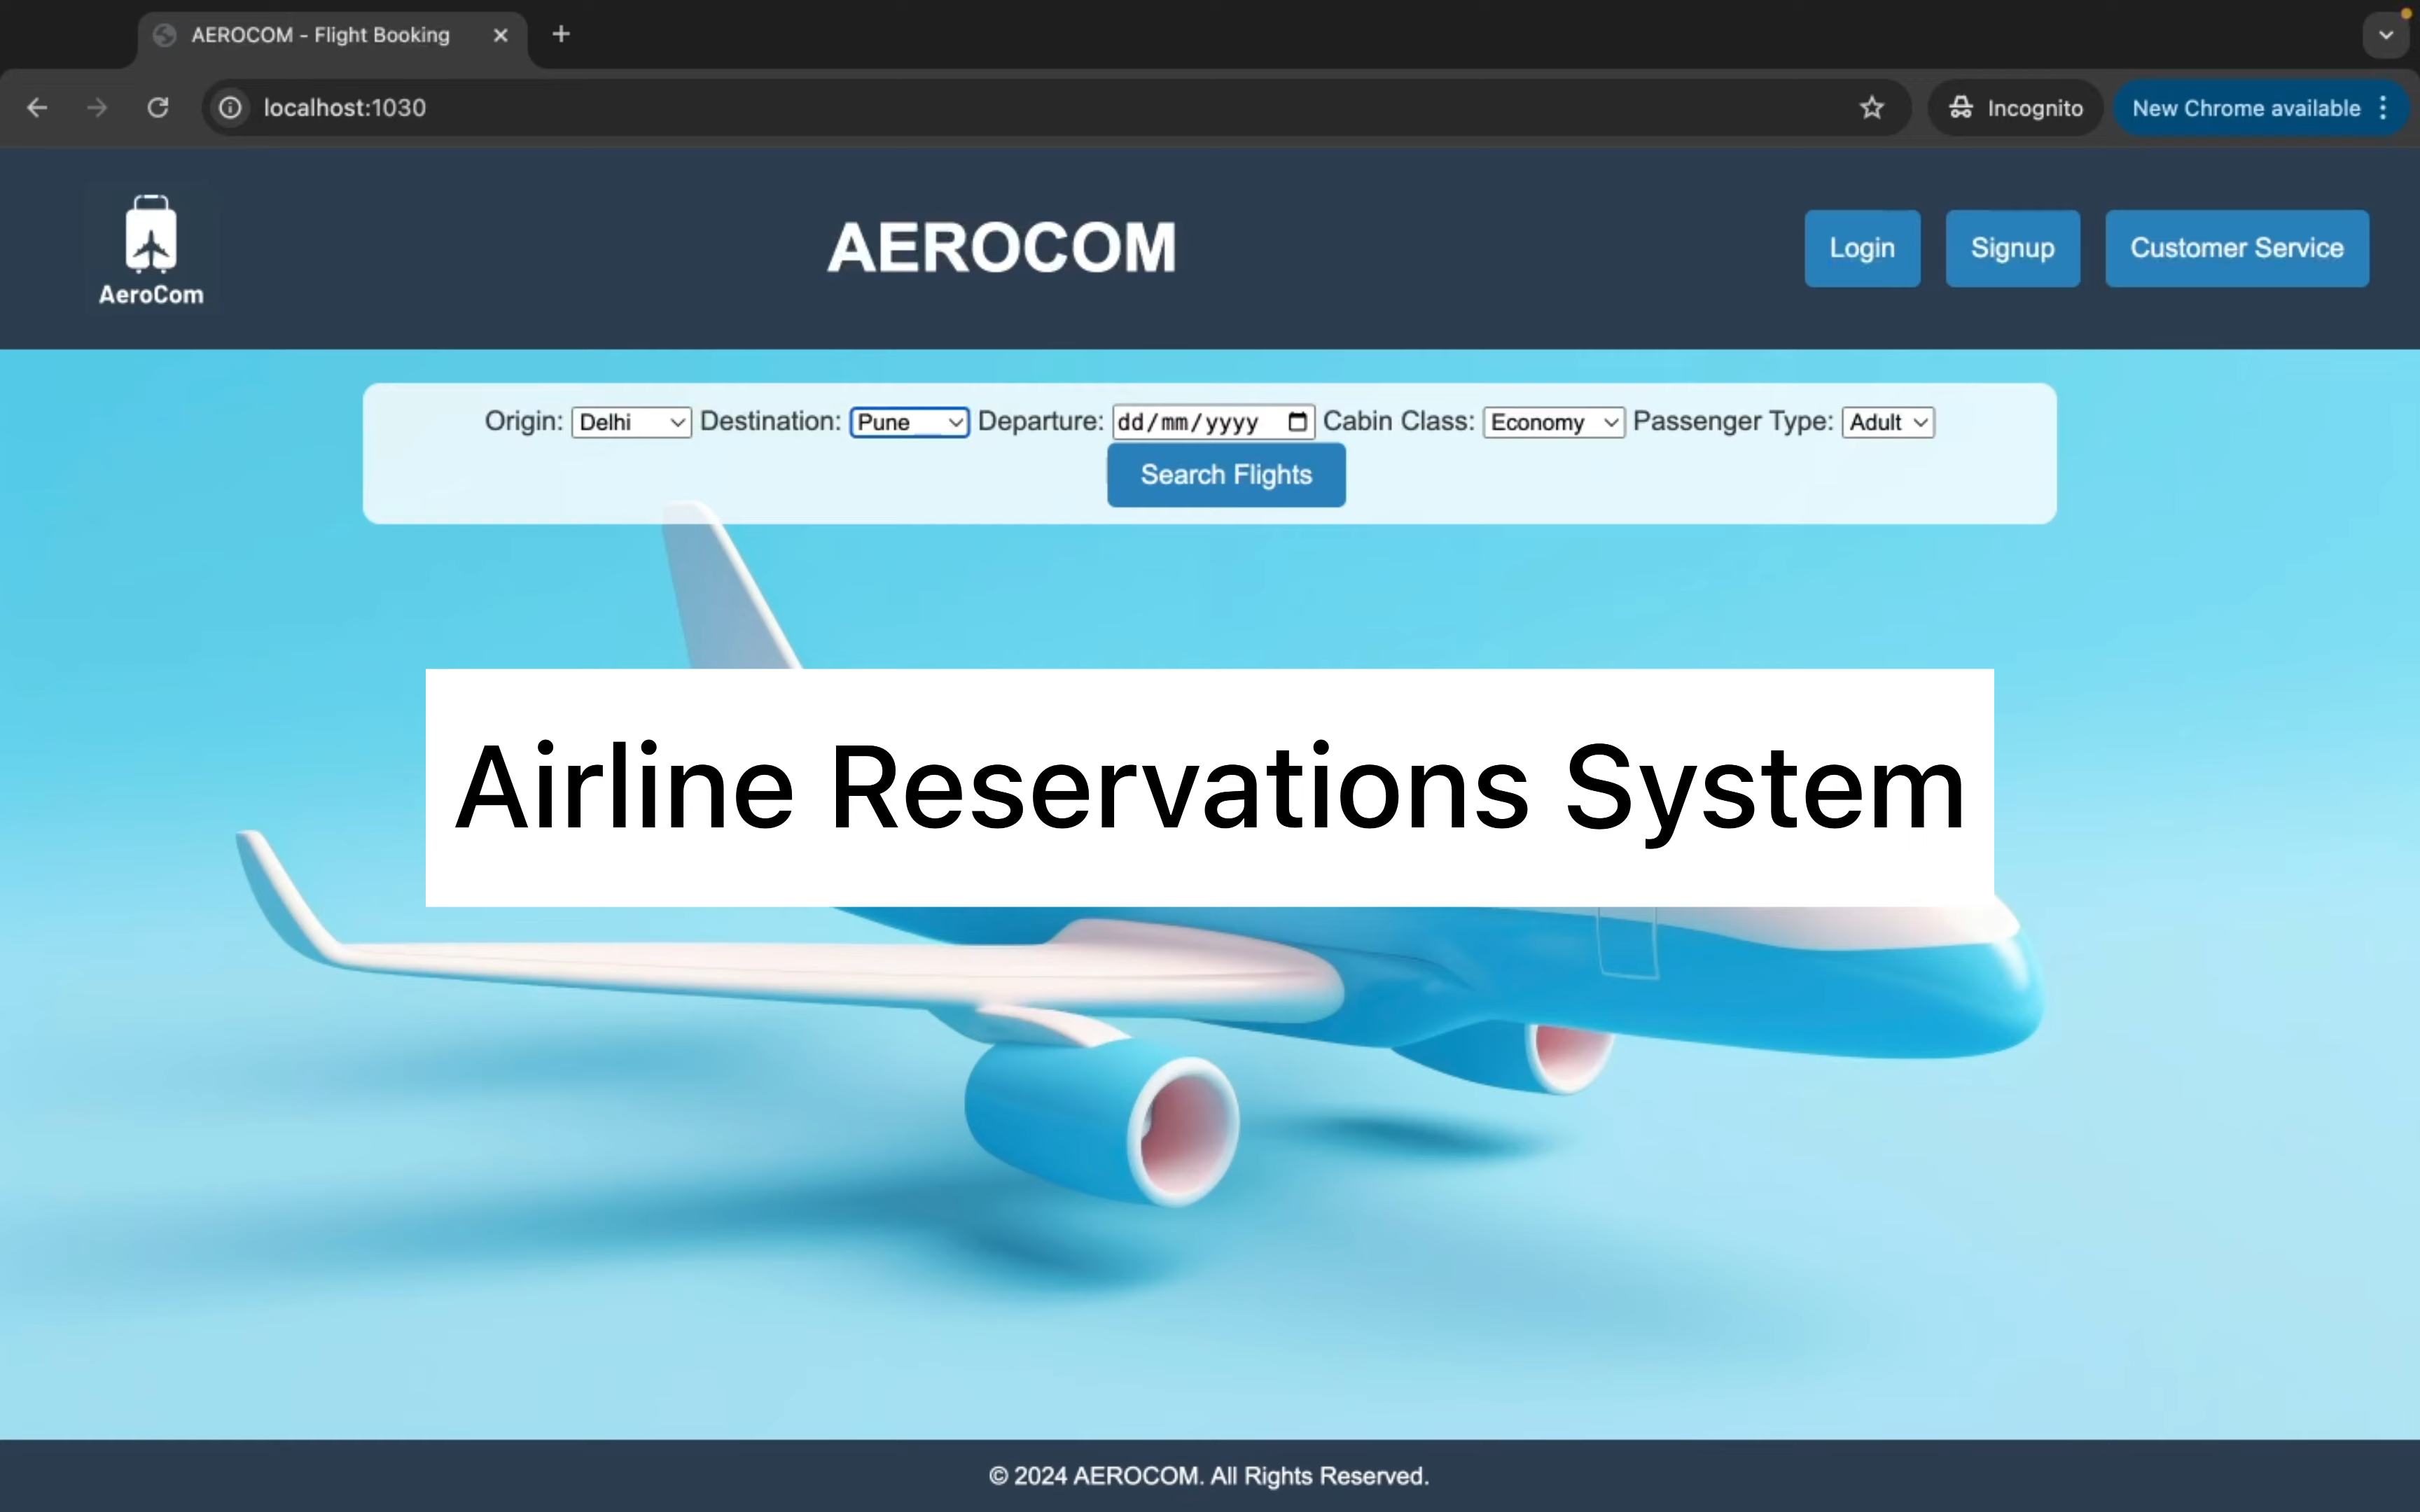 AEROCOM - Flight Booking
localhost:1030
Incognito
New Chrome available
AeroCom
AEROCOM
Login
Signup
Customer Service
Origin: Delhi Destination: Pune Departure: dd/mm/yyyy Cabin Class: Economy Passenger Type: Adult
Search Flights
Airline Reservations System
© 2024 AEROCOM. All Rights Reserved.